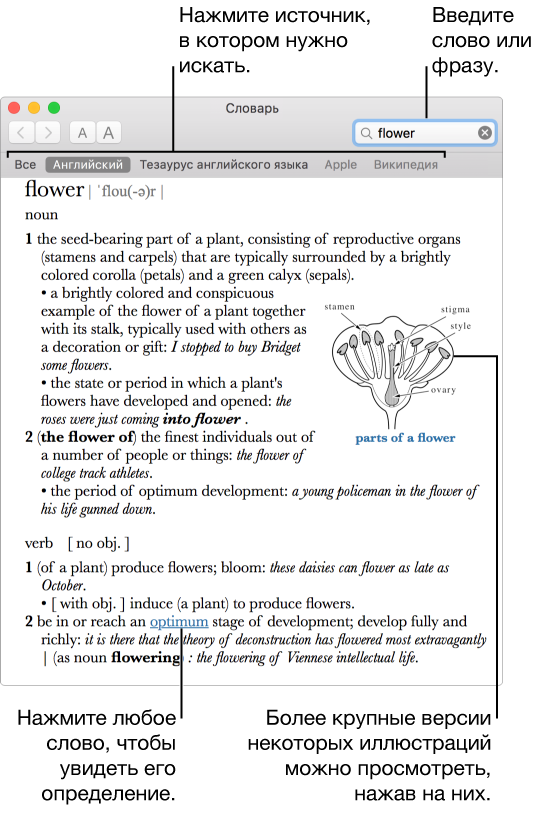 Нажмите источник,
в котором нужно
искать.
Введите
слово или
фразу.
Словарь
A A
flower
Все Английский Тезаурус английского языка Apple Википедия
flower | ˈflou(-ə)r |
noun
1 the seed-bearing part of a plant, consisting of reproductive organs
(stamens and carpels) that are typically surrounded by a brightly
colored corolla (petals) and a green calyx (sepals).
• a brightly colored and conspicuous
example of the flower of a plant together
with its stalk, typically used with others as
a decoration or gift: I stopped to buy Bridget
some flowers.
• the state or period in which a plant's
flowers have developed and opened: the
roses were just coming into flower .
stamen
stigma
style
ovary
parts of a flower
2 (the flower of) the finest individuals out of
a number of people or things: the flower of
college track athletes.
• the period of optimum development: a young policeman in the flower of
his life gunned down.
verb [ no obj. ]
1 (of a plant) produce flowers; bloom: these daisies can flower as late as
October.
• [ with obj. ] induce (a plant) to produce flowers.
2 be in or reach an optimum stage of development; develop fully and
richly: it is there that the theory of deconstruction has flowered most extravagantly
| (as noun flowering) : the flowering of Viennese intellectual life.
Нажмите любое
слово, чтобы
увидеть его
определение.
Более крупные версии
некоторых иллюстраций
можно просмотреть,
нажав на них.